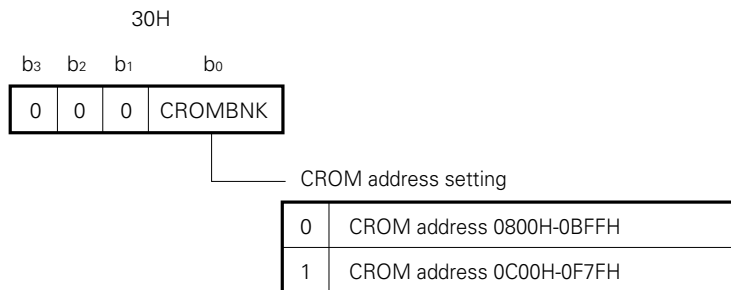 30H
b3 b2 b1 b0
0 0 0 CROMBNK
CROM address setting
0 CROM address 0800H-0BFFH
1 CROM address 0C00H-0F7FH